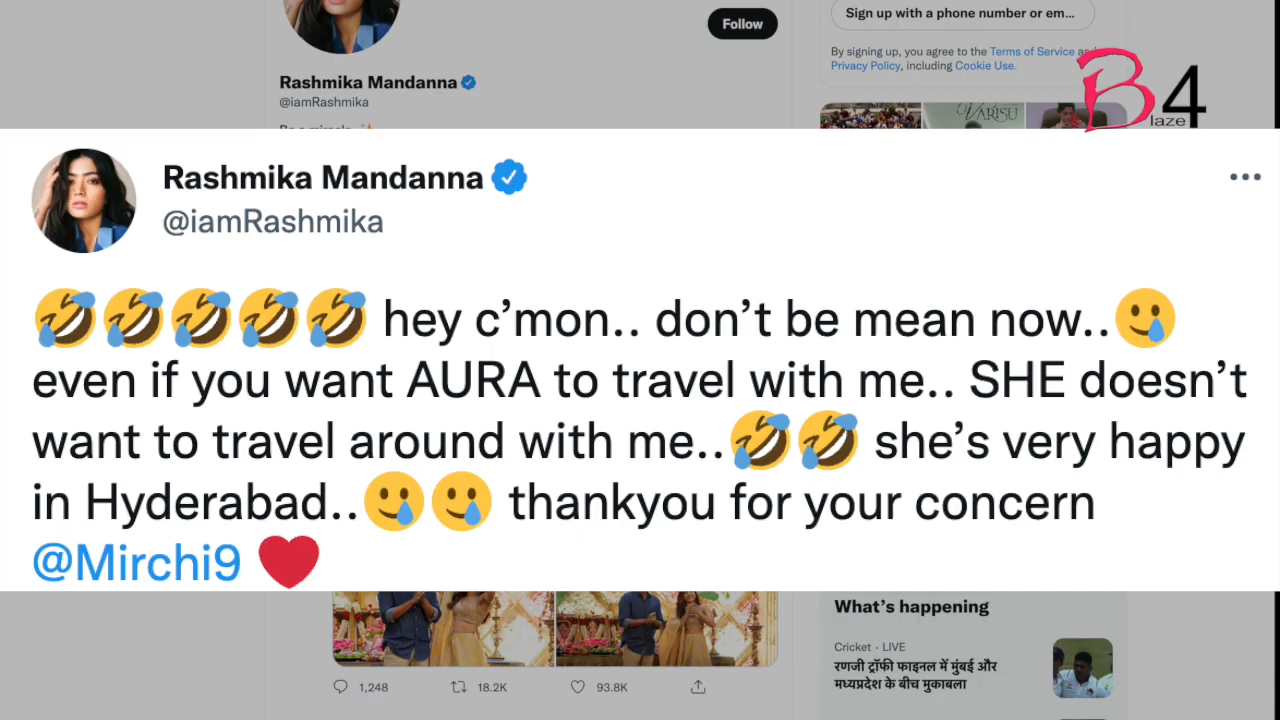 Follow
Sign up with a phone number or em...
By signing up, you agree to the Terms of Service and
Privacy Policy, including Cookie Use.
Rashmika Mandanna
@iamRashmika
VARISU
B4
laze
Rashmika Mandanna
@iamRashmika
🤣🤣🤣🤣🤣 hey c’mon.. don’t be mean now..🥲
even if you want AURA to travel with me.. SHE doesn’t
want to travel around with me..🤣🤣 she’s very happy
in Hyderabad..🥲🥲 thankyou for your concern
@Mirchi9 ❤️
1,248 18.2K 93.8K
What’s happening
Cricket · LIVE
रणजी ट्रॉफी फाइनल में मुंबई और
मध्यप्रदेश के बीच मुकाबला